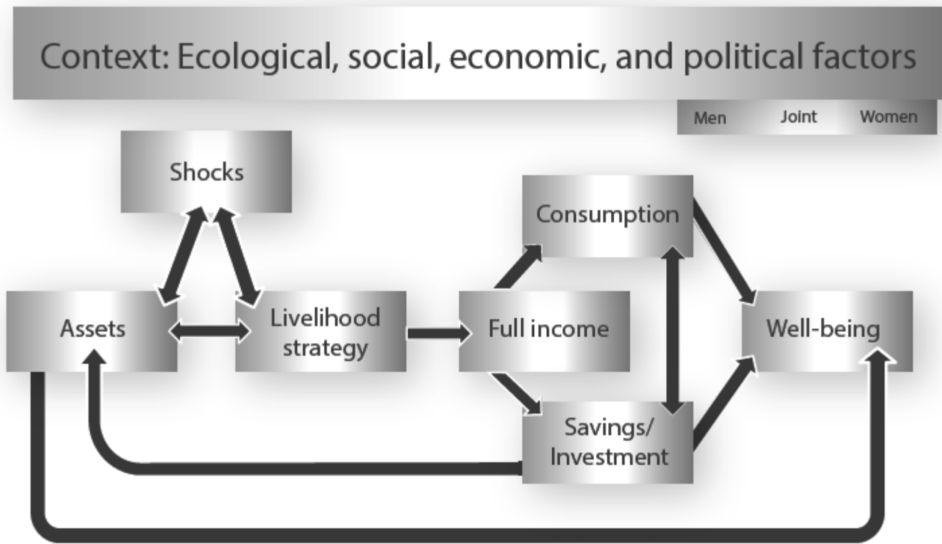 Context: Ecological, social, economic, and political factors
Men Joint Women
Shocks
Consumption
Assets
Livelihood
strategy
Full income
Well-being
Savings/
Investment